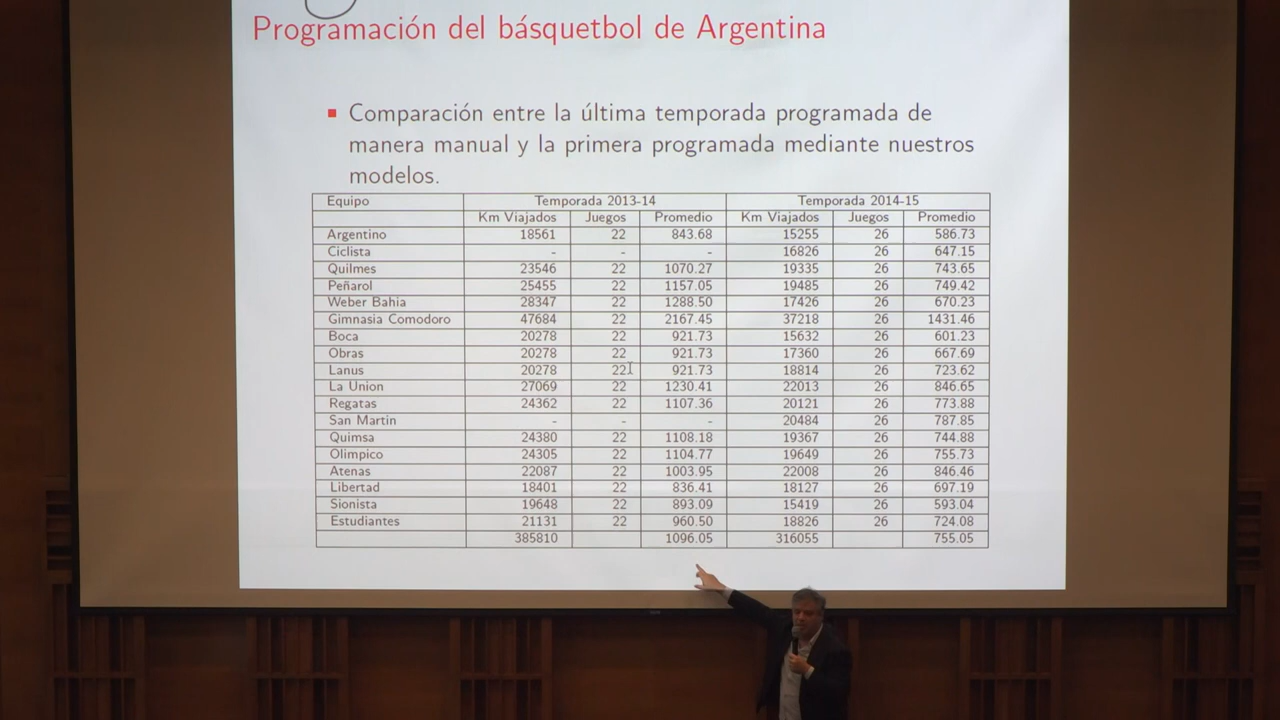 Programación del básquetbol de Argentina
Comparación entre la última temporada programada de
manera manual y la primera programada mediante nuestros
modelos.
Equipo Temporada 2013-14 Temporada 2014-15
Km Viajados Juegos Promedio Km Viajados Juegos Promedio
Argentino 18561 22 843.68 15255 26 586.73
Ciclista - - - 16826 26 647.15
Quilmes 23546 22 1070.27 19335 26 743.65
Peñarol 25455 22 1157.05 19485 26 749.42
Weber Bahia 28347 22 1288.50 17426 26 670.23
Gimnasia Comodoro 47684 22 2167.45 37218 26 1431.46
Boca 20278 22 921.73 15632 26 601.23
Obras 20278 22 921.73 17360 26 667.69
Lanus 20278 22 921.73 18814 26 723.62
La Union 27069 22 1230.41 22013 26 846.65
Regatas 24362 22 1107.36 20121 26 773.88
San Martin - - - 20484 26 787.85
Quimsa 24380 22 1108.18 19367 26 744.88
Olimpico 24305 22 1104.77 19649 26 755.73
Atenas 22087 22 1003.95 22008 26 846.46
Libertad 18401 22 836.41 18127 26 697.19
Sionista 19648 22 893.09 15419 26 593.04
Estudiantes 21131 22 960.50 18826 26 724.08
385810 1096.05 316055 755.05